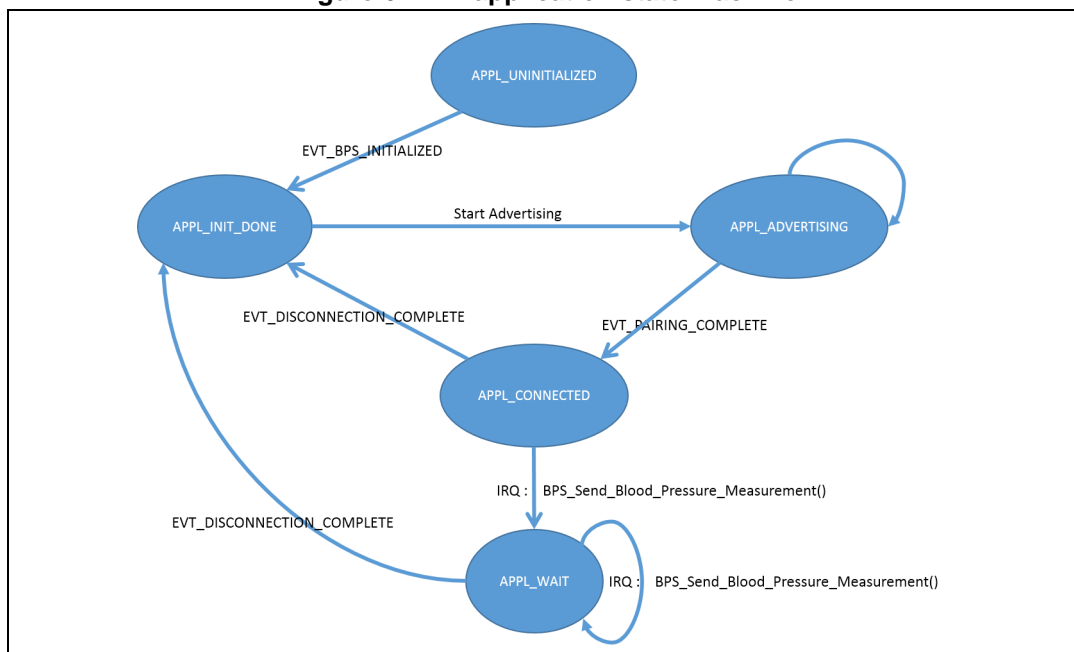 APPL_UNINITIALIZED
EVT_BPS_INITIALIZED
APPL_INIT_DONE
Start Advertising
APPL_ADVERTISING
EVT_DISCONNECTION_COMPLETE
EVT_PAIRING_COMPLETE
APPL_CONNECTED
IRQ : BPS_Send_Blood_Pressure_Measurement()
EVT_DISCONNECTION_COMPLETE
APPL_WAIT
IRQ : BPS_Send_Blood_Pressure_Measurement()